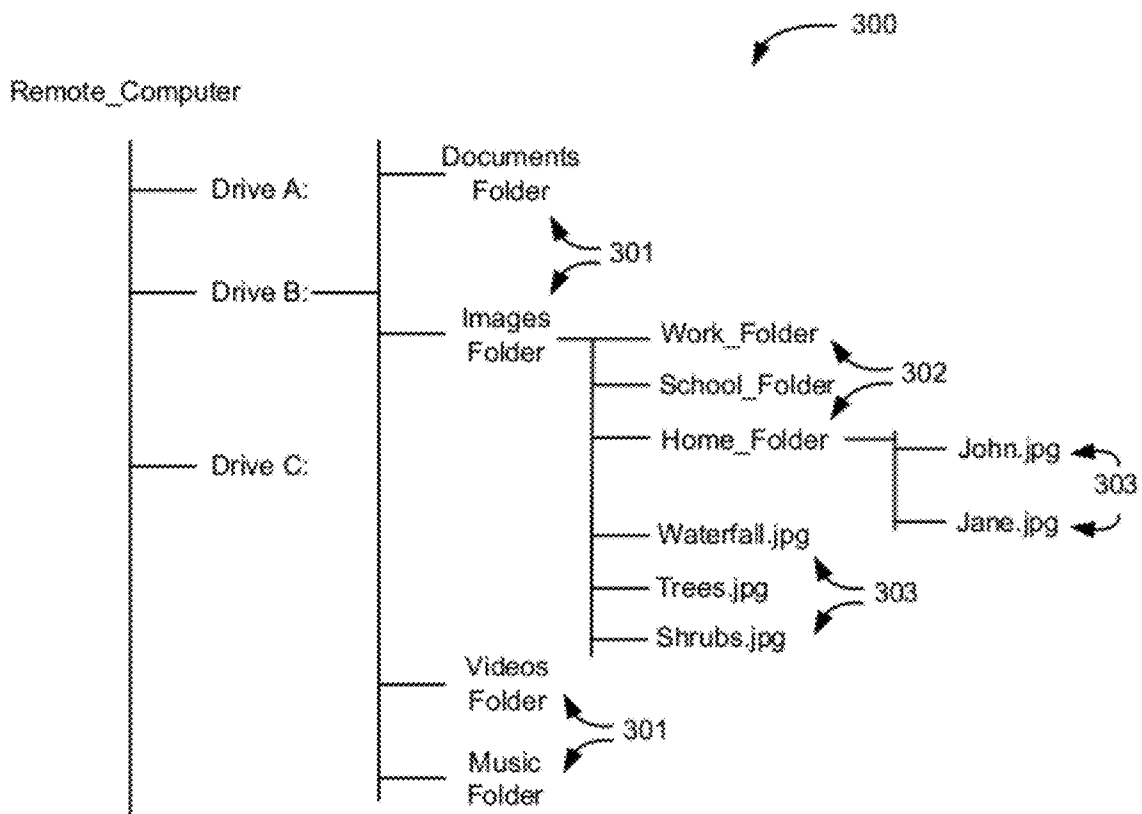 300
Remote_Computer
Documents
Folder
Drive A:
301
Drive B:
Images
Folder
Work_Folder
302
School_Folder
Home_Folder
John.jpg
Drive C:
303
Jane.jpg
Waterfall.jpg
Trees.jpg
303
Shrubs.jpg
Videos
Folder
301
Music
Folder